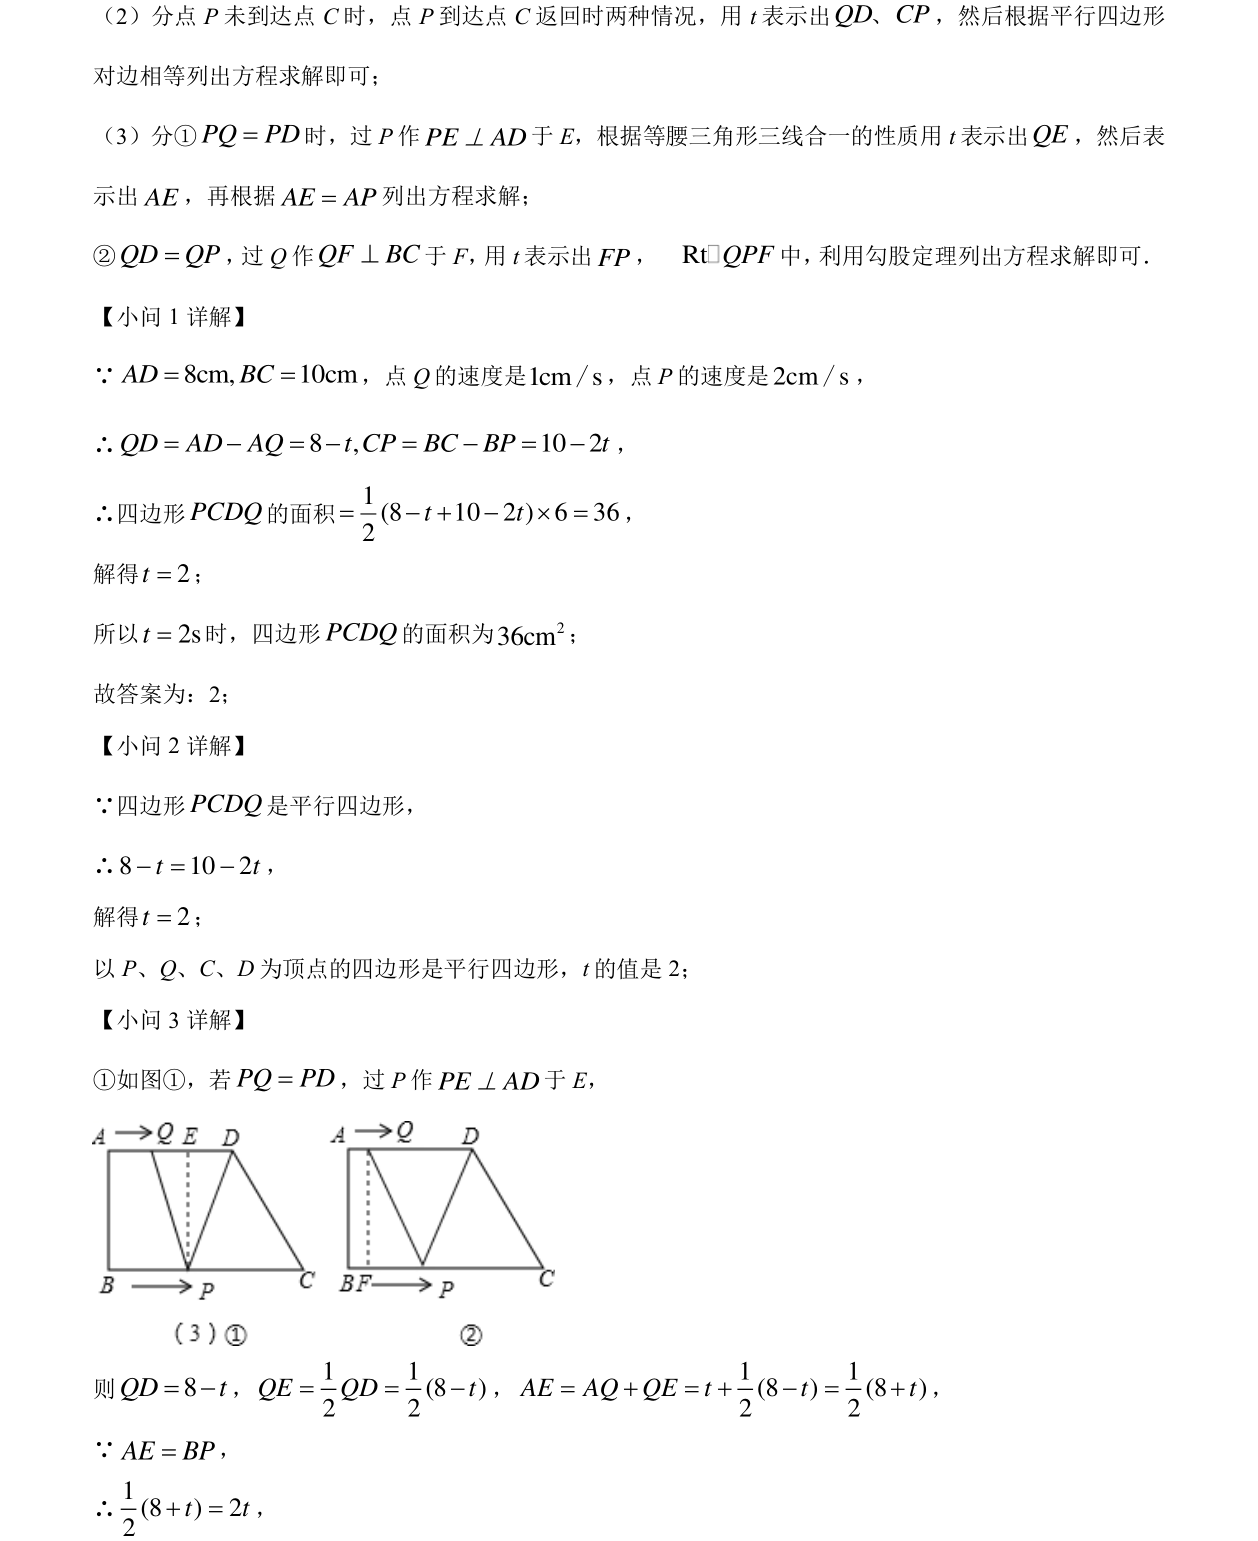 （2）分点 P 未到达点 C 时，点 P 到达点 C 返回时两种情况，用 t 表示出 QD、CP，然后根据平行四边形
对边相等列出方程求解即可；
（3）分①PQ = PD 时，过 P 作 PE ⊥ AD 于 E，根据等腰三角形三线合一的性质用 t 表示出 QE，然后表
示出 AE，再根据 AE = AP 列出方程求解；
②QD = QP，过 Q 作 QF ⊥ BC 于 F，用 t 表示出 FP， Rt□QPF 中，利用勾股定理列出方程求解即可．
【小问 1 详解】
∵ AD = 8cm, BC = 10cm，点 Q 的速度是 1cm / s，点 P 的速度是 2cm / s，
∴ QD = AD − AQ = 8 − t, CP = BC − BP = 10 − 2t，
∴四边形 PCDQ 的面积 = 1/2 (8 − t + 10 − 2t) × 6 = 36，
解得 t = 2；
所以 t = 2s 时，四边形 PCDQ 的面积为 36cm²；
故答案为：2；
【小问 2 详解】
∵四边形 PCDQ 是平行四边形，
∴ 8 − t = 10 − 2t，
解得 t = 2；
以 P、Q、C、D 为顶点的四边形是平行四边形，t 的值是 2；
【小问 3 详解】
①如图①，若 PQ = PD，过 P 作 PE ⊥ AD 于 E，
A → Q E D A → Q D
B → P C B F → P C
(3) ① ②
则 QD = 8 − t，QE = 1/2 QD = 1/2 (8 − t)，AE = AQ + QE = t + 1/2 (8 − t) = 1/2 (8 + t)，
∵ AE = BP，
∴ 1/2 (8 + t) = 2t，